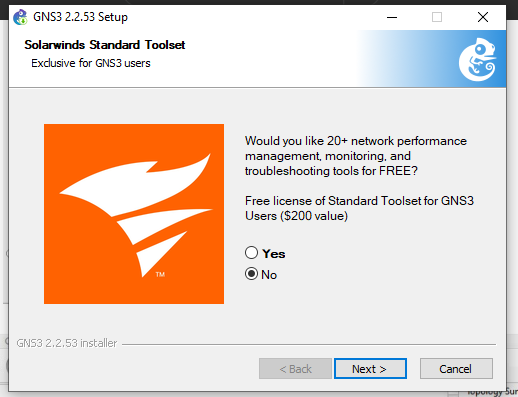 GNS3 2.2.53 Setup
Solarwinds Standard Toolset
Exclusive for GNS3 users
Would you like 20+ network performance
management, monitoring, and
troubleshooting tools for FREE?
Free license of Standard Toolset for GNS3
Users ($200 value)
Yes
No
TM
GNS3 2.2.53 installer
< Back
Next >
Cancel
Topology Sur